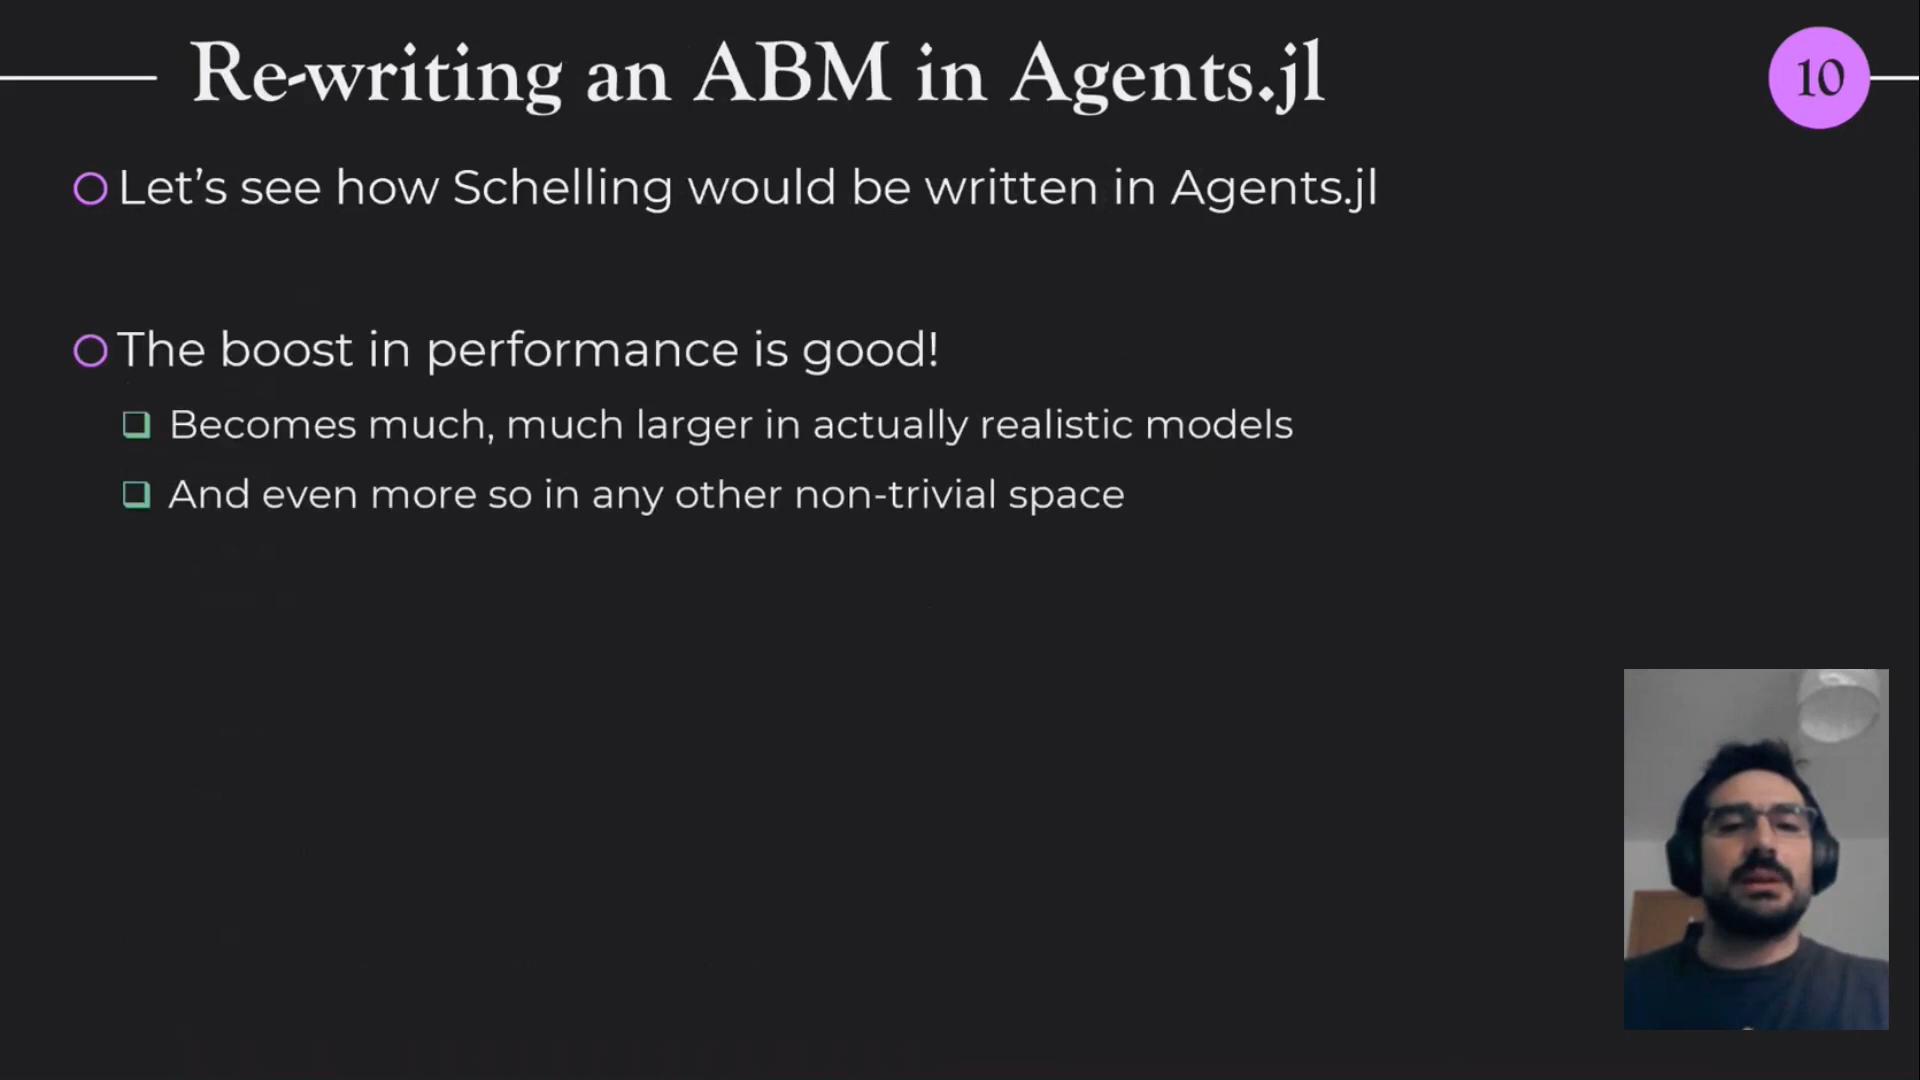 Re-writing an ABM in Agents.jl
10
Let’s see how Schelling would be written in Agents.jl
The boost in performance is good!
Becomes much, much larger in actually realistic models
And even more so in any other non-trivial space